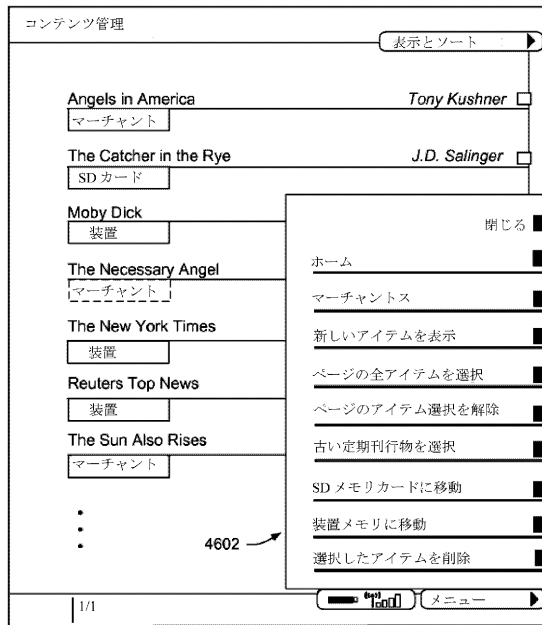 コンテンツ管理
表示とソート
Angels in America Tony Kushner
マーチャント
The Catcher in the Rye J.D. Salinger
SD カード
Moby Dick
装置
The Necessary Angel
マーチャント
The New York Times
装置
Reuters Top News
装置
The Sun Also Rises
マーチャント
閉じる
ホーム
マーチャントス
新しいアイテムを表示
ページの全アイテムを選択
ページのアイテム選択を解除
古い定期刊行物を選択
SD メモリカードに移動
装置メモリに移動
選択したアイテムを削除
4602
1/1
メニュー